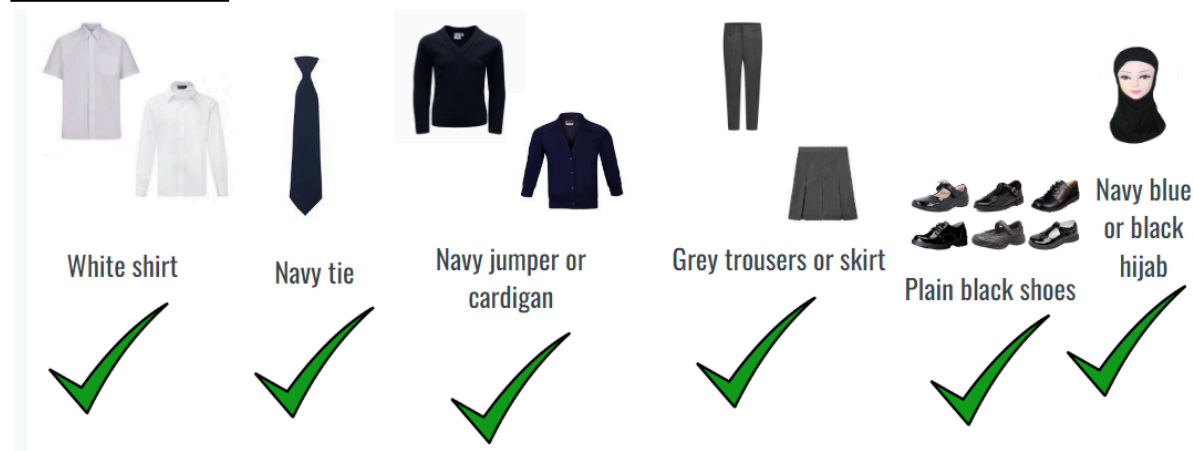 White shirt
Navy tie
Navy jumper or
cardigan
Grey trousers or skirt
Plain black shoes
Navy blue
or black
hijab